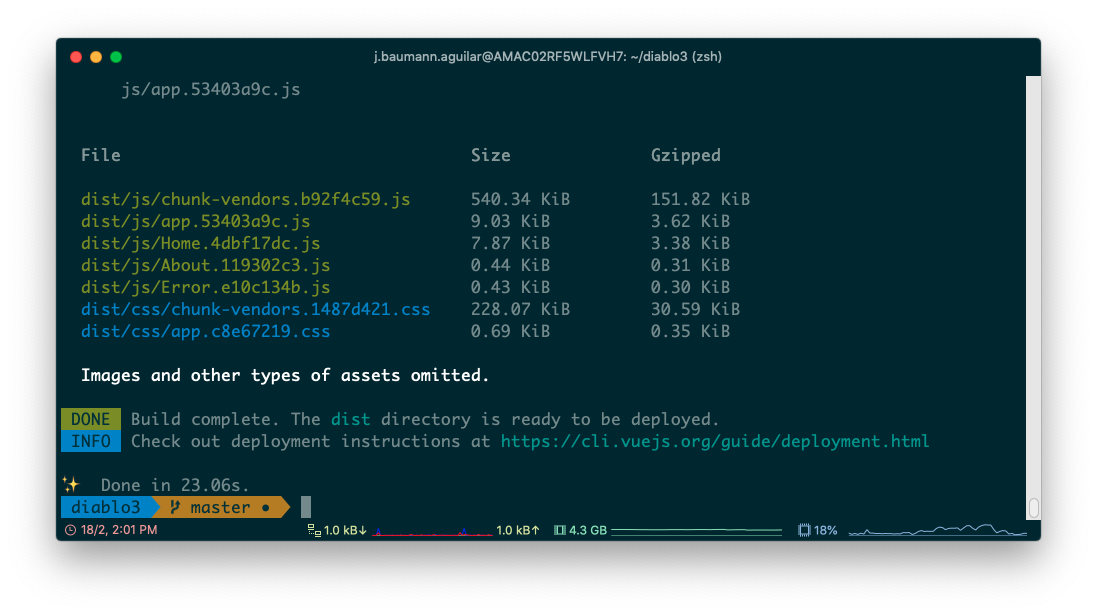 j.baumann.aguilar@AMAC02RF5WLFVH7: ~/diablo3 (zsh)
js/app.53403a9c.js
File Size Gzipped
dist/js/chunk-vendors.b92f4c59.js 540.34 KiB 151.82 KiB
dist/js/app.53403a9c.js 9.03 KiB 3.62 KiB
dist/js/Home.4dbf17dc.js 7.87 KiB 3.38 KiB
dist/js/About.119302c3.js 0.44 KiB 0.31 KiB
dist/js/Error.e10c134b.js 0.43 KiB 0.30 KiB
dist/css/chunk-vendors.1487d421.css 228.07 KiB 30.59 KiB
dist/css/app.c8e67219.css 0.69 KiB 0.35 KiB
Images and other types of assets omitted.
DONE Build complete. The dist directory is ready to be deployed.
INFO Check out deployment instructions at https://cli.vuejs.org/guide/deployment.html
✨ Done in 23.06s.
diablo3 master ●
18/2, 2:01 PM 1.0 kB↓ 1.0 kB↑ 4.3 GB 18%